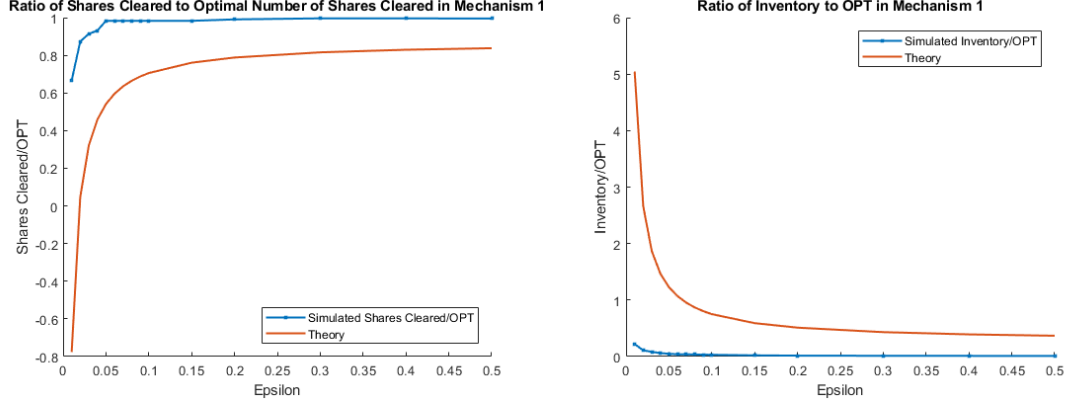 Ratio of Shares Cleared to Optimal Number of Shares Cleared in Mechanism 1
1
0.8
0.6
0.4
0.2
0
-0.2
-0.4
-0.6
-0.8
Shares Cleared/OPT
Simulated Shares Cleared/OPT
Theory
0 0.05 0.1 0.15 0.2 0.25 0.3 0.35 0.4 0.45 0.5
Epsilon
Ratio of Inventory to OPT in Mechanism 1
6
5
4
3
2
1
0
Inventory/OPT
Simulated Inventory/OPT
Theory
0 0.05 0.1 0.15 0.2 0.25 0.3 0.35 0.4 0.45 0.5
Epsilon